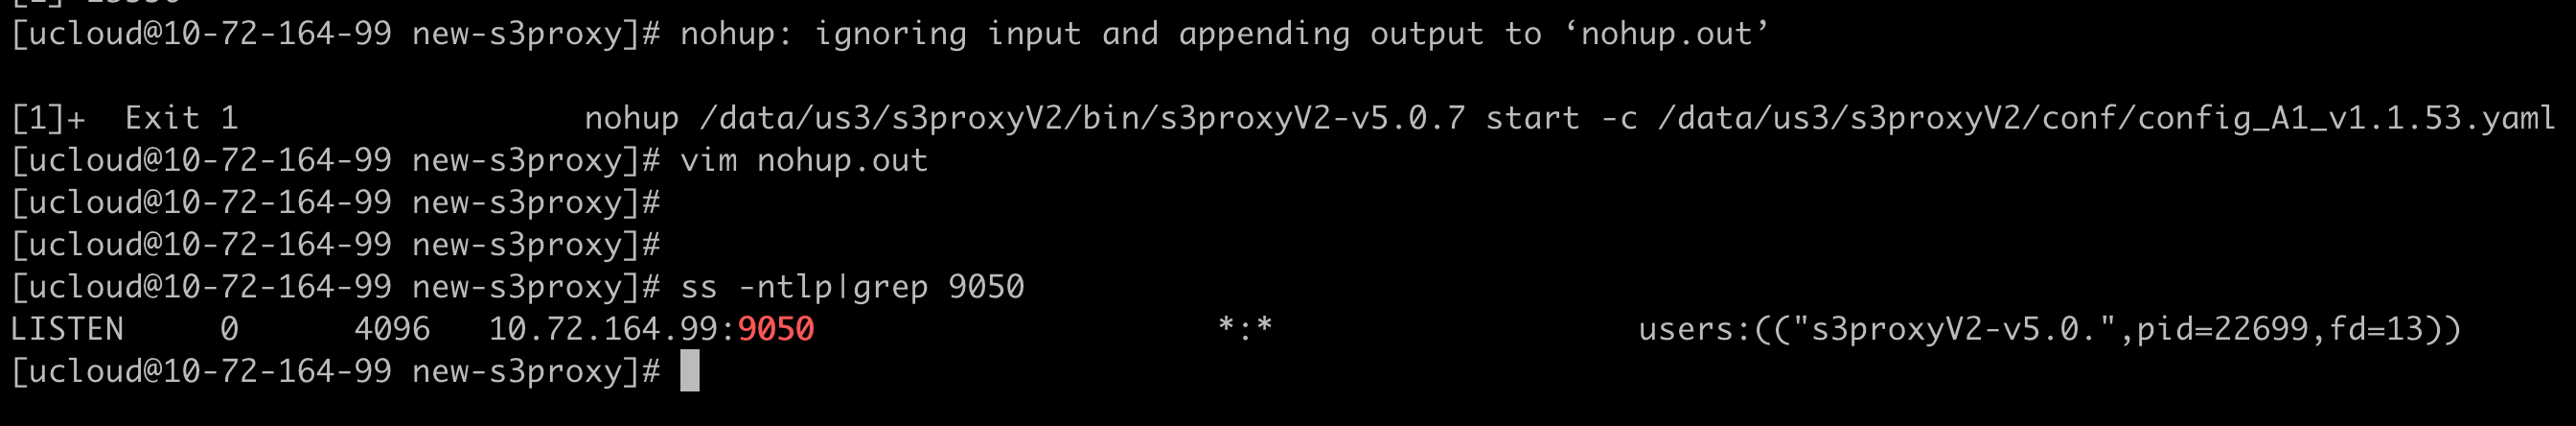 [ucloud@10-72-164-99 new-s3proxy]# nohup: ignoring input and appending output to ‘nohup.out’
[1]+  Exit 1                  nohup /data/us3/s3proxyV2/bin/s3proxyV2-v5.0.7 start -c /data/us3/s3proxyV2/conf/config_A1_v1.1.53.yaml
[ucloud@10-72-164-99 new-s3proxy]# vim nohup.out
[ucloud@10-72-164-99 new-s3proxy]#
[ucloud@10-72-164-99 new-s3proxy]#
[ucloud@10-72-164-99 new-s3proxy]# ss -ntlp|grep 9050
LISTEN     0      4096   10.72.164.99:9050                     *:*                   users:(("s3proxyV2-v5.0.",pid=22699,fd=13))
[ucloud@10-72-164-99 new-s3proxy]#